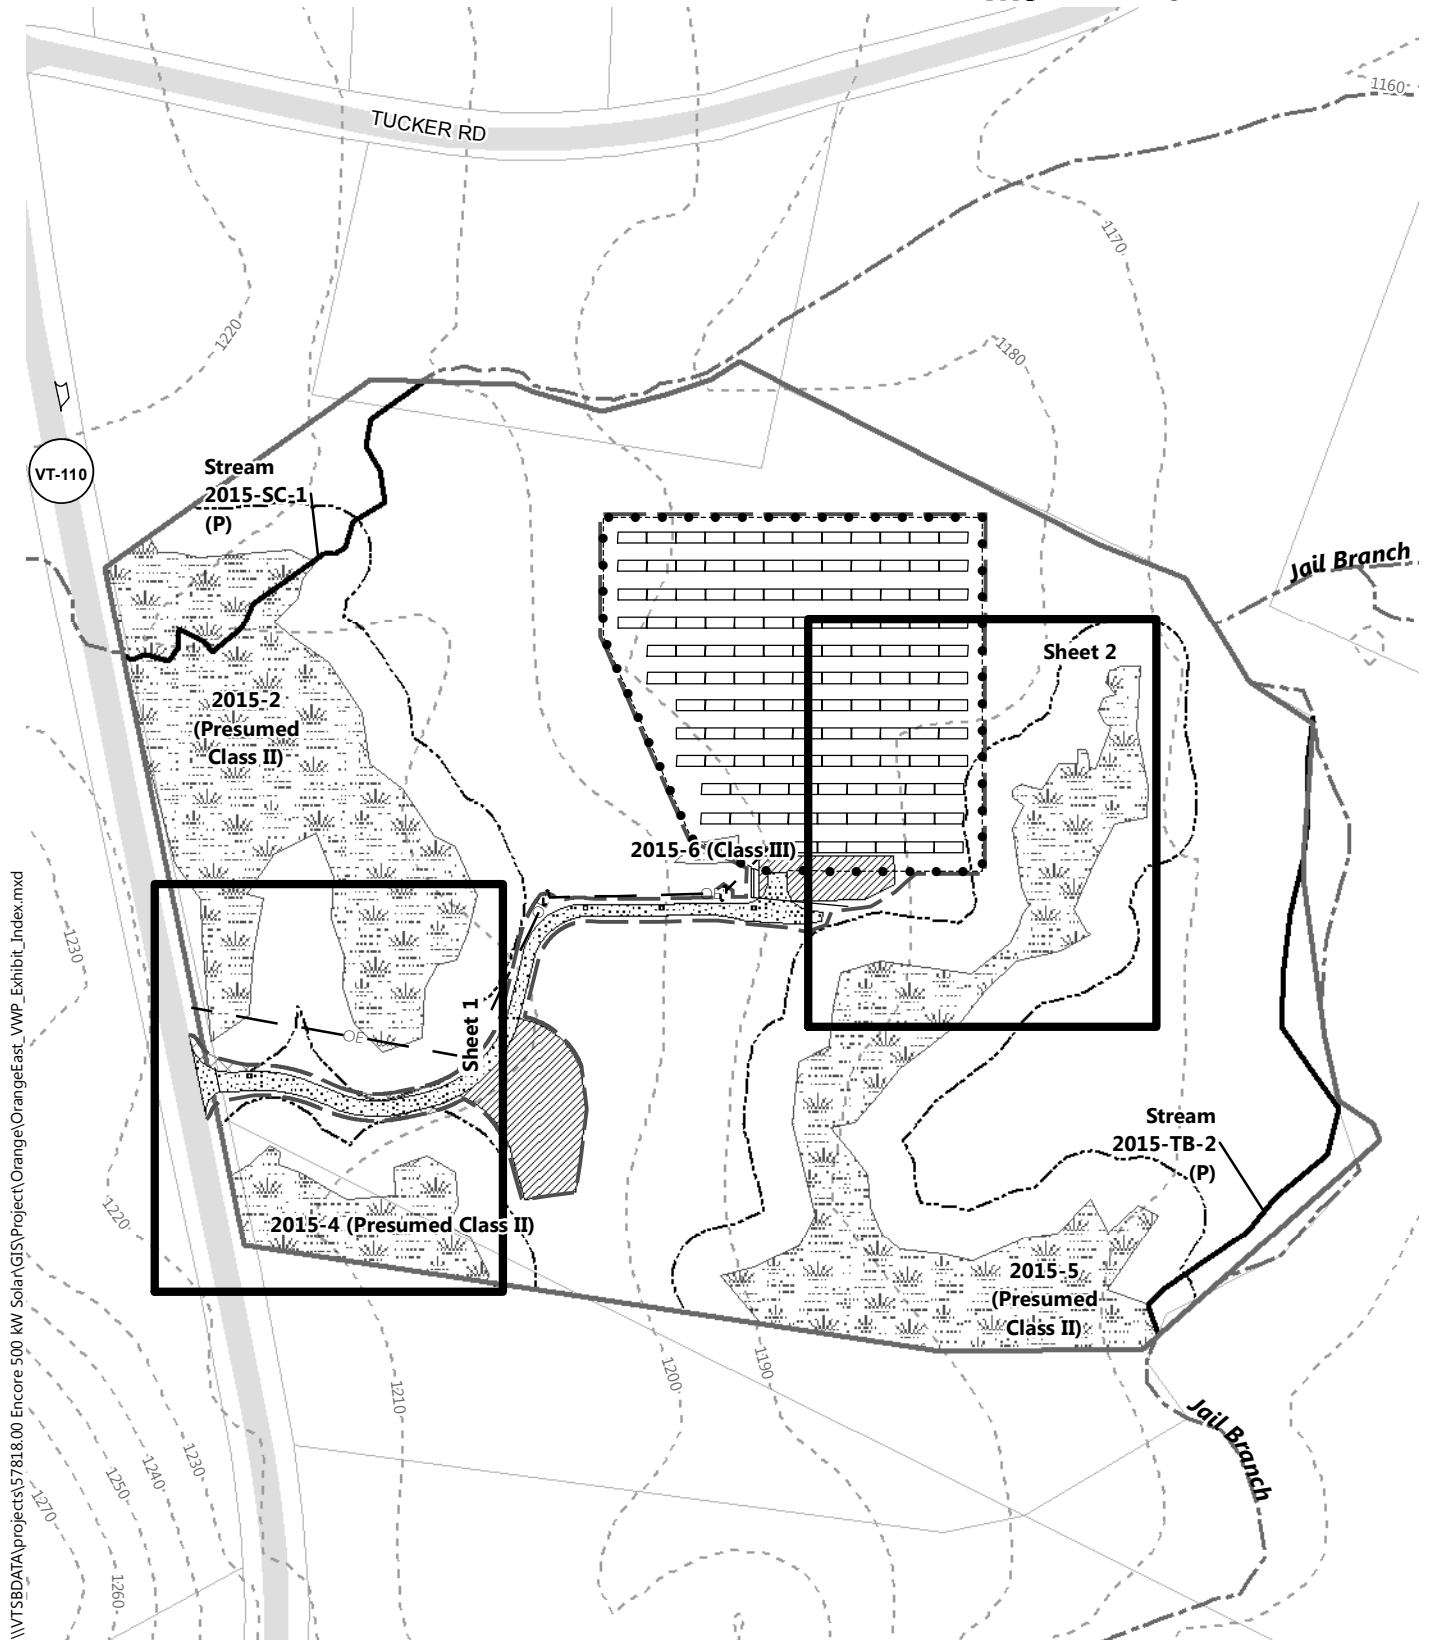 1160
TUCKER RD
1170
1220
1180
VT-110
Stream
2015-SC-1
(P)
Jail Branch
Sheet 2
2015-2
(Presumed
Class II)
2015-6 (Class III)
1230
Sheet 1
OE
Stream
2015-TB-2
(P)
1220
2015-4 (Presumed Class II)
2015-5
(Presumed
Class II)
1210
1200
1190
Jail Branch
1230
1240
1250
1270
1260
\\VTSBDATA\projects\57818.00 Encore 500 kW Solar\GIS\Project\Orange\OrangeEast_VWP_Exhibit_Index.mxd